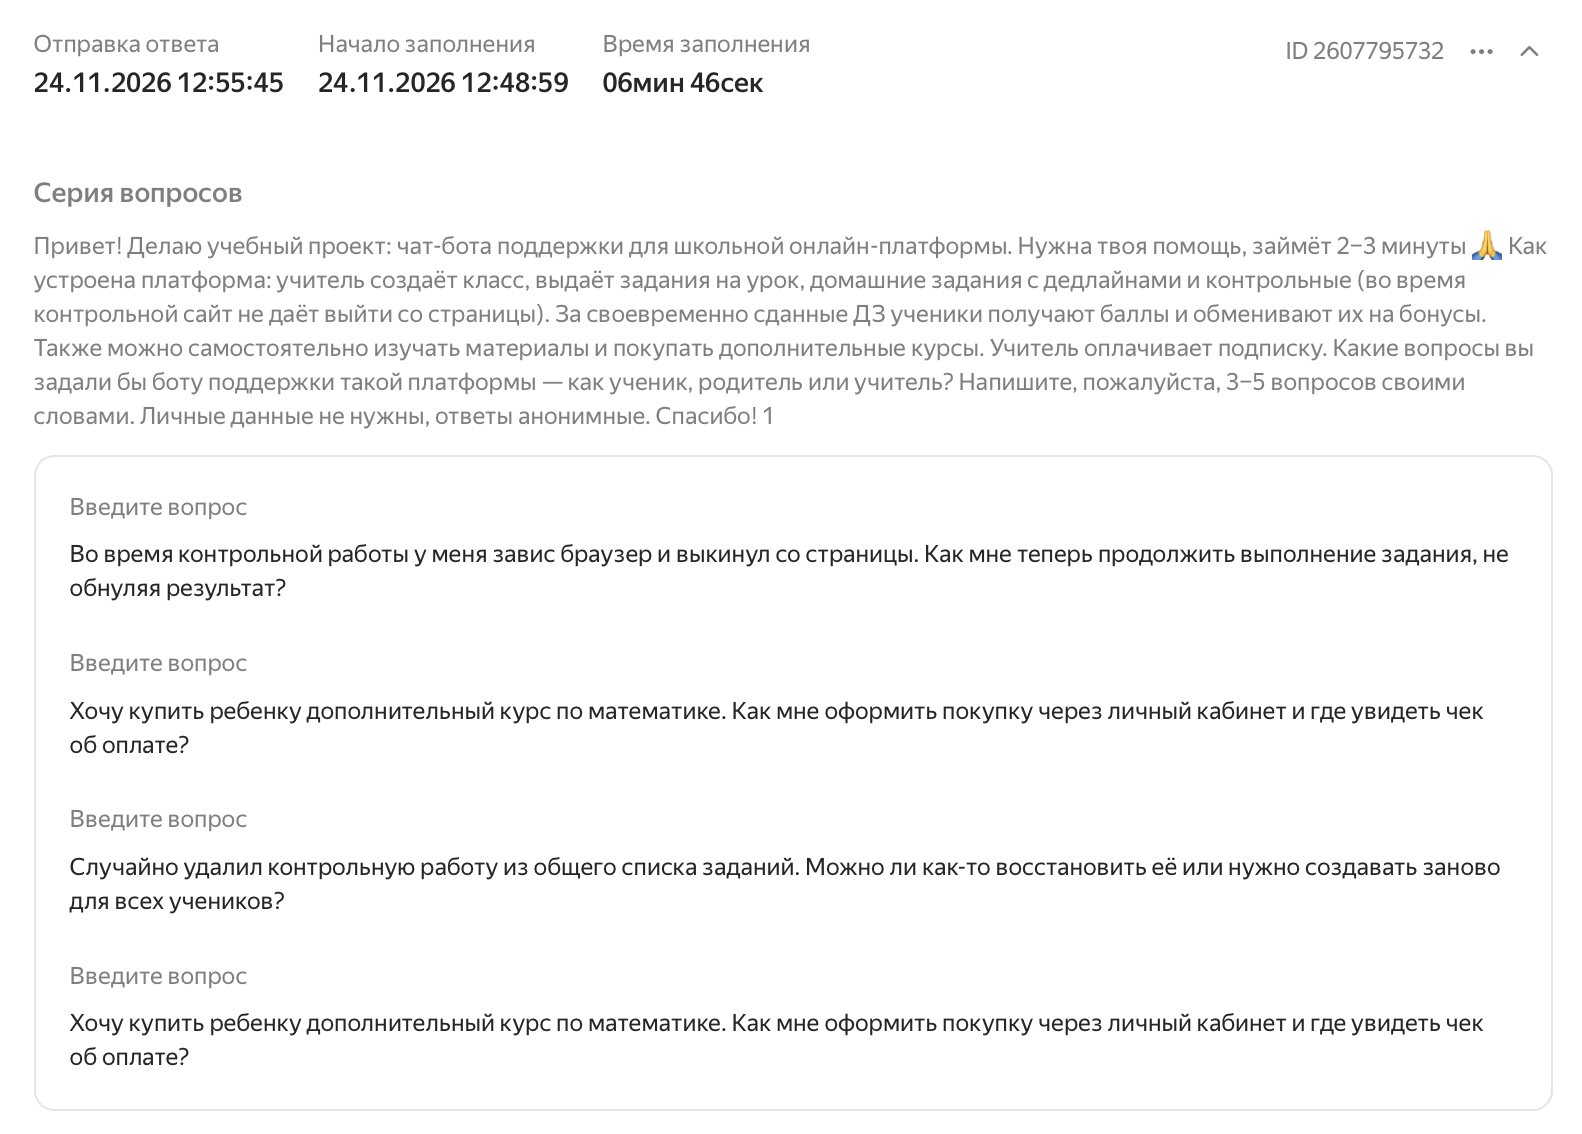 Отправка ответа
24.11.2026 12:55:45
Начало заполнения
24.11.2026 12:48:59
Время заполнения
06мин 46сек
ID 2607795732
Серия вопросов
Привет! Делаю учебный проект: чат-бота поддержки для школьной онлайн-платформы. Нужна твоя помощь, займёт 2–3 минуты 🙏 Как
устроена платформа: учитель создаёт класс, выдаёт задания на урок, домашние задания с дедлайнами и контрольные (во время
контрольной сайт не даёт выйти со страницы). За своевременно сданные ДЗ ученики получают баллы и обменивают их на бонусы.
Также можно самостоятельно изучать материалы и покупать дополнительные курсы. Учитель оплачивает подписку. Какие вопросы вы
задали бы боту поддержки такой платформы — как ученик, родитель или учитель? Напишите, пожалуйста, 3–5 вопросов своими
словами. Личные данные не нужны, ответы анонимные. Спасибо! 1
Введите вопрос
Во время контрольной работы у меня завис браузер и выкинул со страницы. Как мне теперь продолжить выполнение задания, не
обнуляя результат?
Введите вопрос
Хочу купить ребенку дополнительный курс по математике. Как мне оформить покупку через личный кабинет и где увидеть чек
об оплате?
Введите вопрос
Случайно удалил контрольную работу из общего списка заданий. Можно ли как-то восстановить её или нужно создавать заново
для всех учеников?
Введите вопрос
Хочу купить ребенку дополнительный курс по математике. Как мне оформить покупку через личный кабинет и где увидеть чек
об оплате?